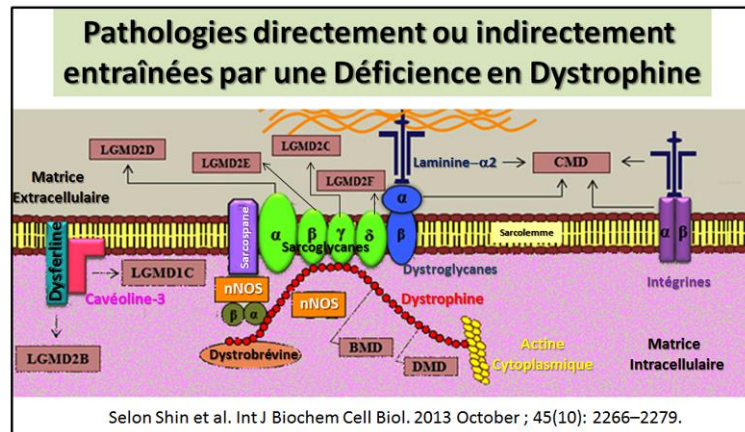 Pathologies directement ou indirectement
entraînées par une Déficience en Dystrophine
LGMD2D
LGMD2E
LGMD2C
LGMD2F
Laminine–α2
CMD
Matrice
Extracellulaire
Dysferline
Cavéoline-3
LGMD1C
LGMD2B
Sarcospane
α
β
γ
δ
Sarcoglycanes
α
β
Dystroglycanes
Sarcolemme
α
β
Intégrines
nNOS
β
α
nNOS
Dystrobrévine
Dystrophine
BMD
DMD
Actine
Cytoplasmique
Matrice
Intracellulaire
Selon Shin et al. Int J Biochem Cell Biol. 2013 October ; 45(10): 2266–2279.